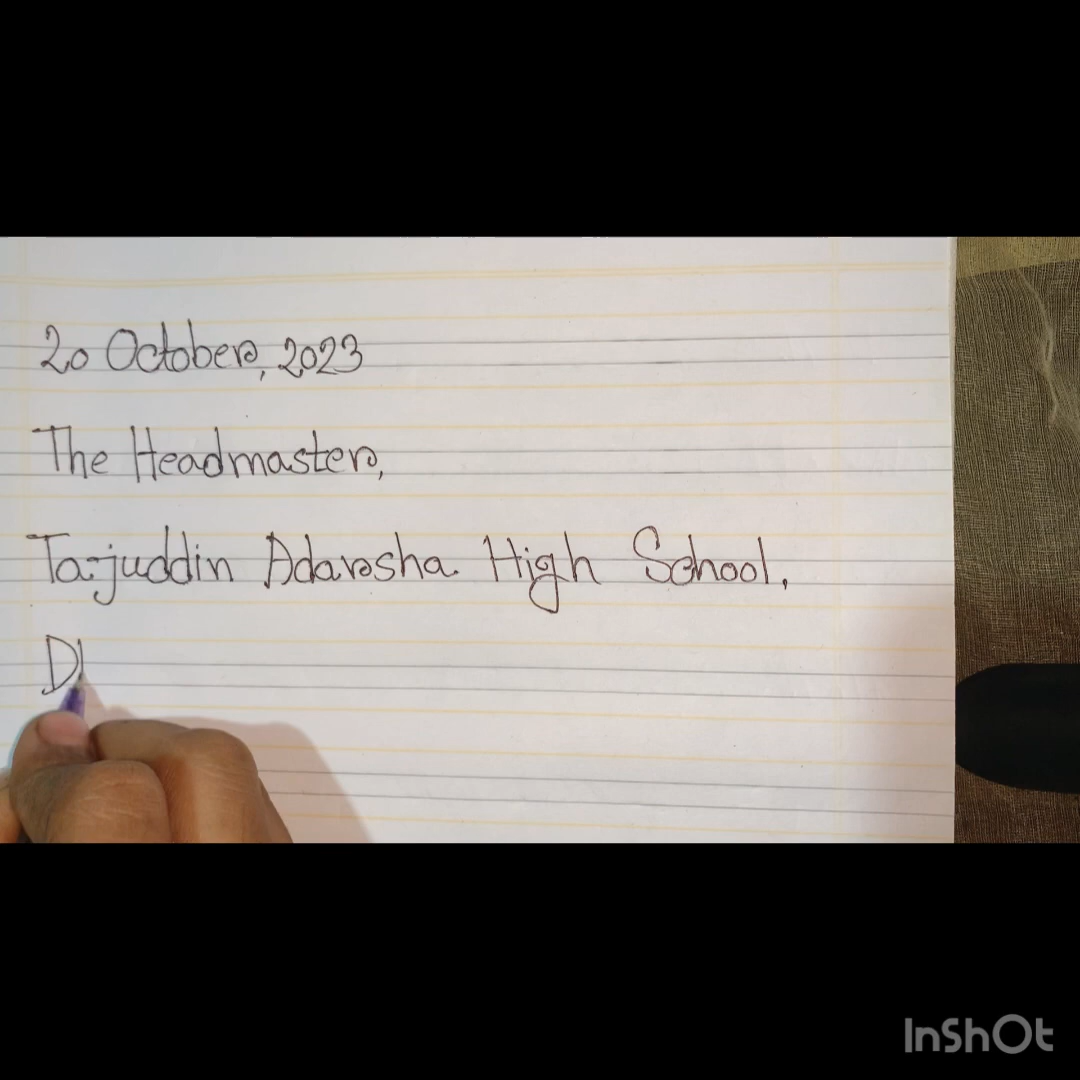 20 October, 2023
The Headmaster,
Tajuddin Adarsha High School,
InShOt